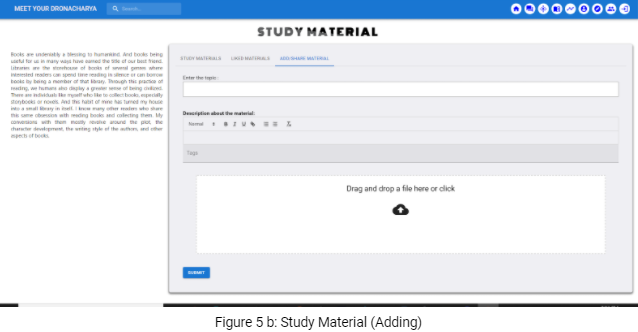 MEET YOUR DRONACHARYA
Search...
STUDY MATERIAL
Books are undeniably a blessing to humankind. And books being
useful for us in many ways have earned the title of our best friend.
Libraries are the storehouse of books of several genres where
interested readers can spend time reading in silence or can borrow
books by being a member of that library. Through this practice of
reading, we humans also display a greater sense of being civilized.
There are individuals like myself who like to collect books, especially
storybooks or novels. And the habit of mine has turned my house
into a small library in itself. I know many other readers who share
this same obsession with reading books and collecting them. My
conversions with them mostly revolve around the plot, the
character development, the writing style of the authors, and other
aspects of books.
STUDY MATERIALS LIKED MATERIALS ADD/SHARE MATERIAL
Enter the topic:-
Description about the material:
Normal B I U
Tags
Drag and drop a file here or click
SUBMIT
Figure 5 b: Study Material (Adding)